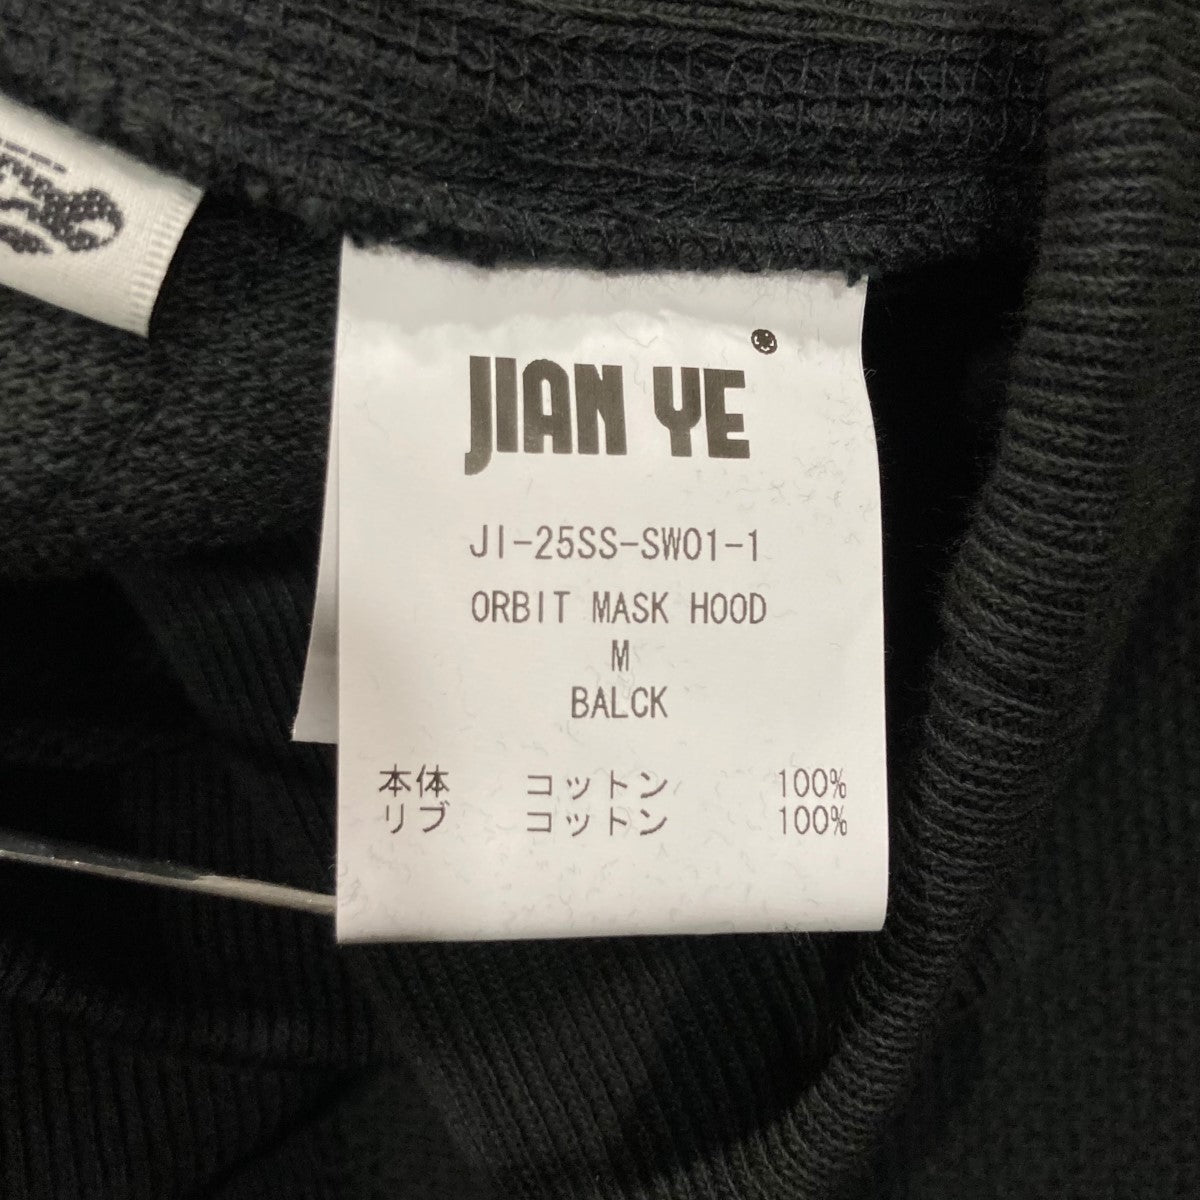 JIAN YE
JI-25SS-SW01-1
ORBIT MASK HOOD
M
BALCK
本体 コットン 100%
リブ コットン 100%